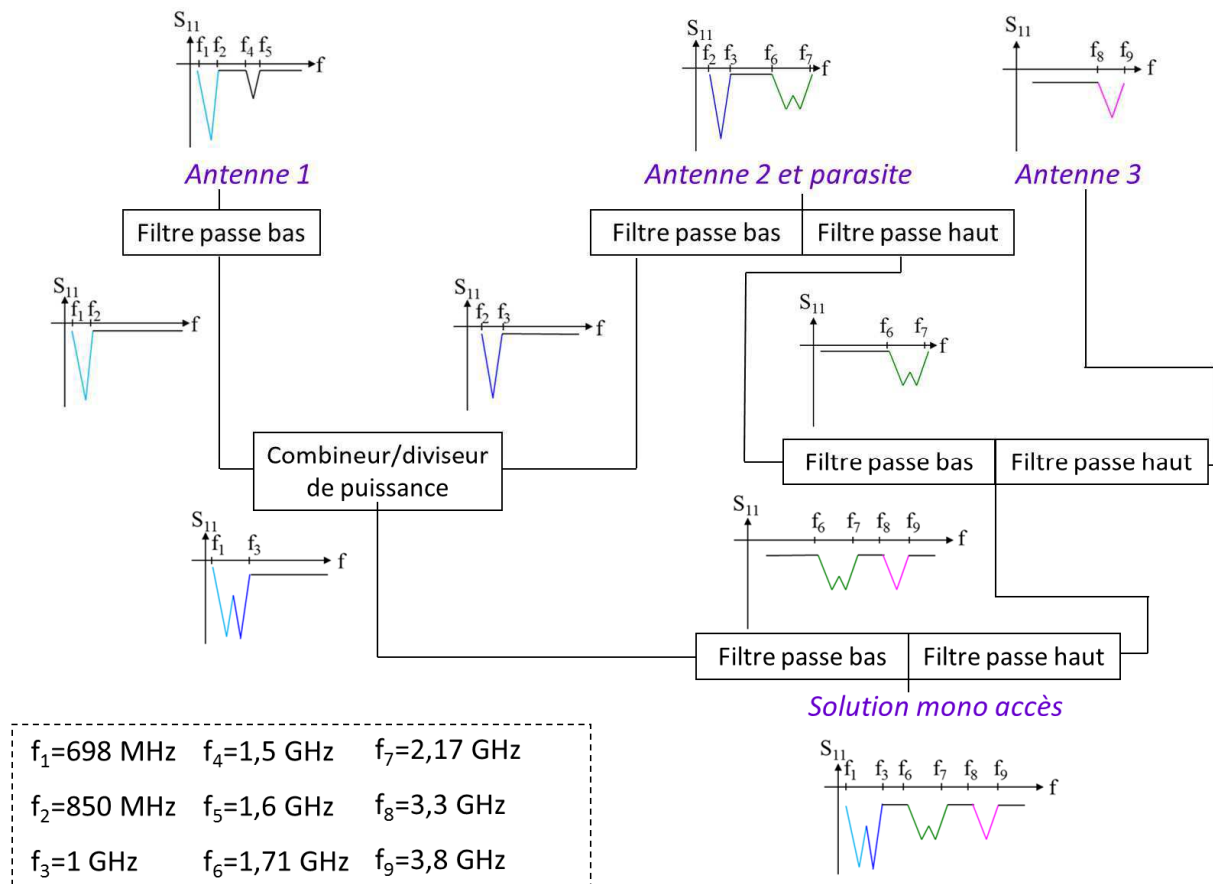 S11
f1 f2 f4 f5
f
Antenne 1
S11
f2 f3 f6 f7
f
Antenne 2 et parasite
S11
f8 f9
f
Antenne 3
Filtre passe bas
Filtre passe bas
Filtre passe haut
S11
f1 f2
f
S11
f2 f3
f
S11
f6 f7
f
Combineur/diviseur
de puissance
Filtre passe bas
Filtre passe haut
S11
f1 f3
f
S11
f6 f7 f8 f9
f
Filtre passe bas
Filtre passe haut
Solution mono accès
S11
f1 f3 f6 f7 f8 f9
f
f1=698 MHz f4=1,5 GHz f7=2,17 GHz
f2=850 MHz f5=1,6 GHz f8=3,3 GHz
f3=1 GHz f6=1,71 GHz f9=3,8 GHz